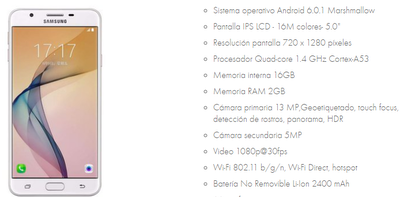 SAMSUNG
Sistema operativo Android 6.0.1 Marshmallow
Pantalla IPS LCD - 16M colores- 5.0"
Resolución pantalla 720 x 1280 pixeles
Procesador Quad-core 1.4 GHz Cortex-A53
Memoria interna 16GB
Memoria RAM 2GB
Cámara primaria 13 MP,Geoetiquetado, touch focus,
detección de rostros, panorama, HDR
Cámara secundaria 5MP
Video 1080p@30fps
Wi-Fi 802.11 b/g/n, Wi-Fi Direct, hotspot
Bateria No Removible Li-Ion 2400 mAh